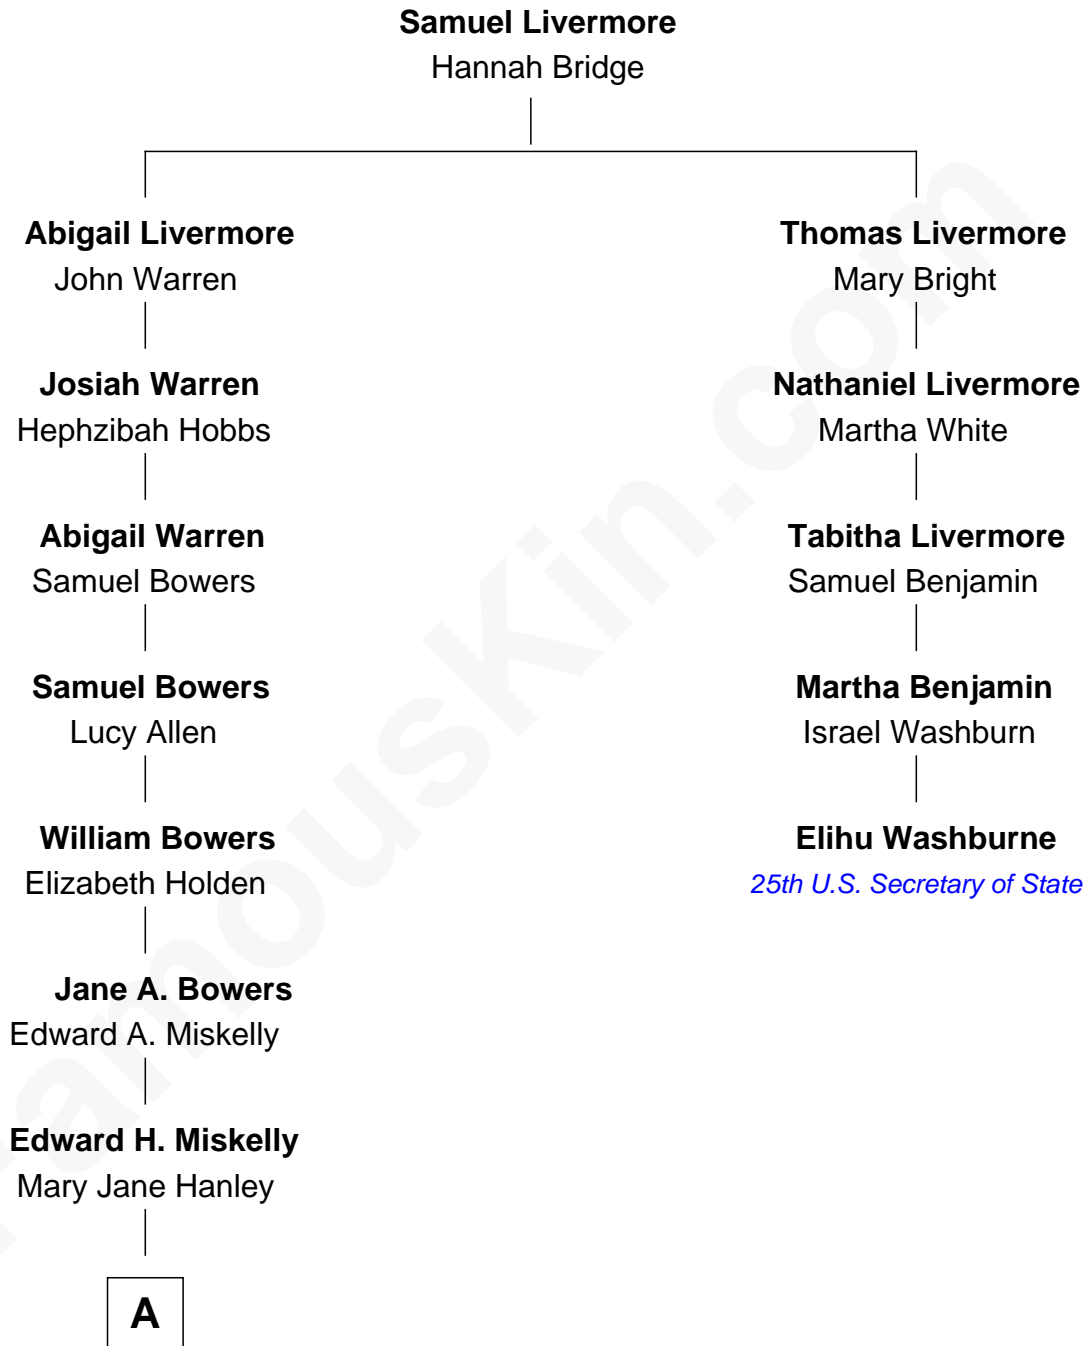 Samuel Livermore
Hannah Bridge
Abigail Livermore
John Warren
Thomas Livermore
Mary Bright
Josiah Warren
Hephzibah Hobbs
Nathaniel Livermore
Martha White
Abigail Warren
Samuel Bowers
Tabitha Livermore
Samuel Benjamin
Samuel Bowers
Lucy Allen
Martha Benjamin
Israel Washburn
William Bowers
Elizabeth Holden
Elihu Washburne
25th U.S. Secretary of State
Jane A. Bowers
Edward A. Miskelly
Edward H. Miskelly
Mary Jane Hanley
A
FamousKin.com